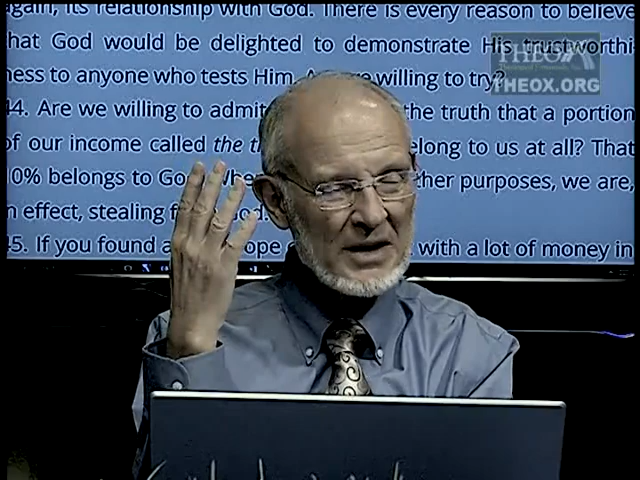 again, its relationship with God. There is every reason to believe
that God would be delighted to demonstrate His trustworthi
ness to anyone who tests Him. willing to try?
THEOX
THEOX.ORG
44. Are we willing to admit the truth that a portion
of our income called the belong to us at all? That
10% belongs to God. other purposes, we are,
in effect, stealing God.
45. If you found a with a lot of money in